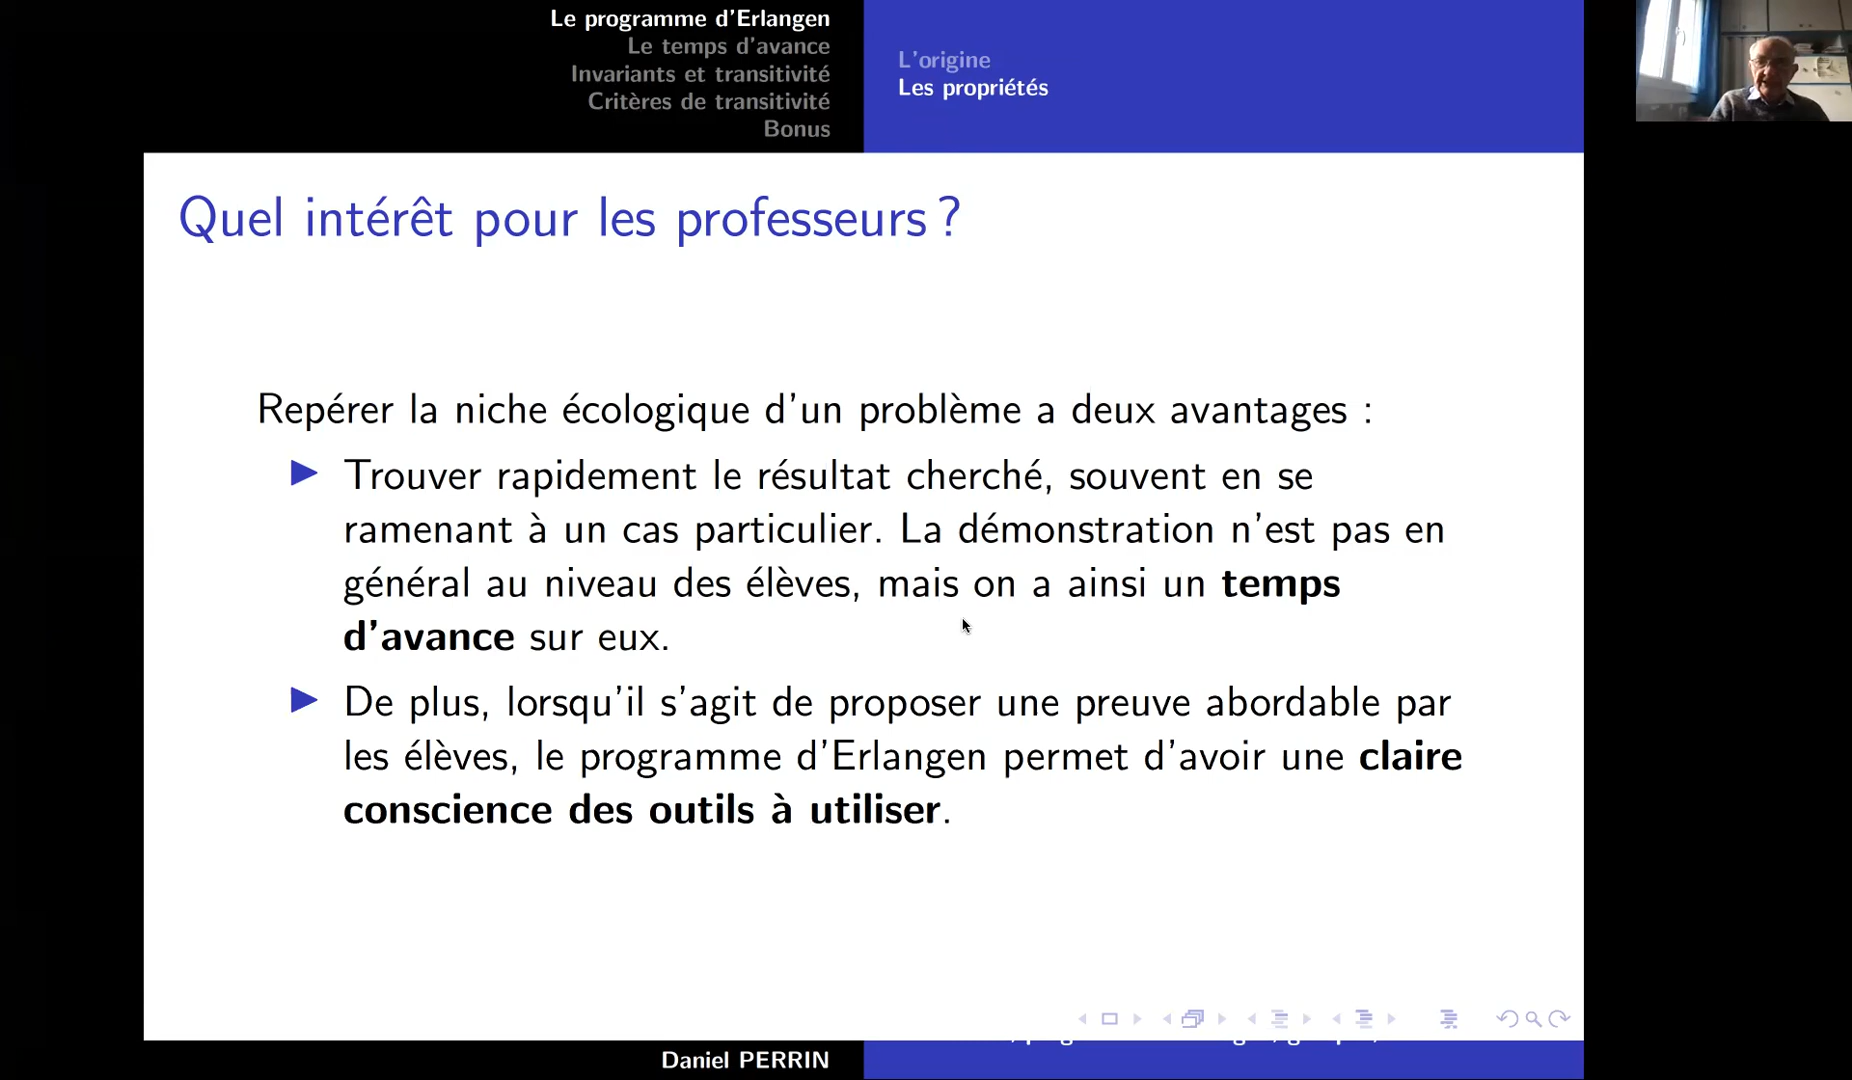 Le programme d'Erlangen
Le temps d'avance
Invariants et transitivité
Critères de transitivité
Bonus
L'origine
Les propriétés
Quel intérêt pour les professeurs ?
Repérer la niche écologique d'un problème a deux avantages :
Trouver rapidement le résultat cherché, souvent en se
ramenant à un cas particulier. La démonstration n'est pas en
général au niveau des élèves, mais on a ainsi un temps
d'avance sur eux.
De plus, lorsqu'il s'agit de proposer une preuve abordable par
les élèves, le programme d'Erlangen permet d'avoir une claire
conscience des outils à utiliser.
Daniel PERRIN